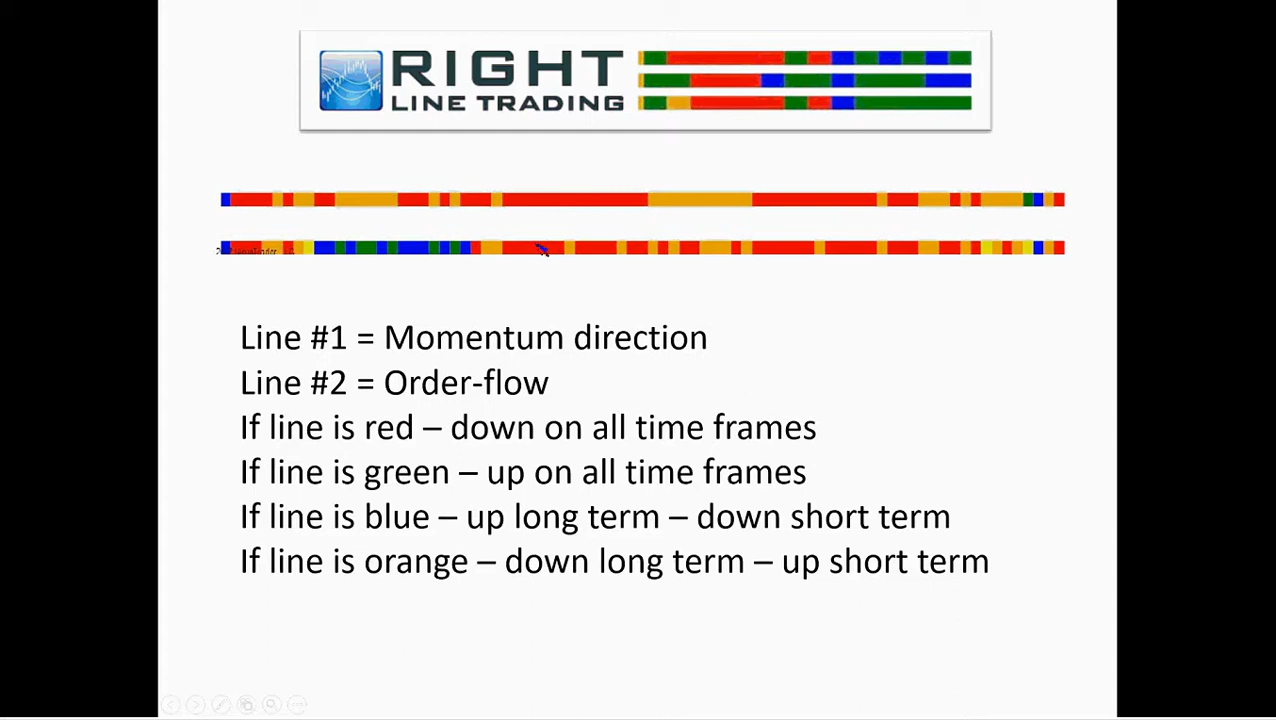 RIGHT
LINE TRADING
Line #1 = Momentum direction
Line #2 = Order-flow
If line is red – down on all time frames
If line is green – up on all time frames
If line is blue – up long term – down short term
If line is orange – down long term – up short term